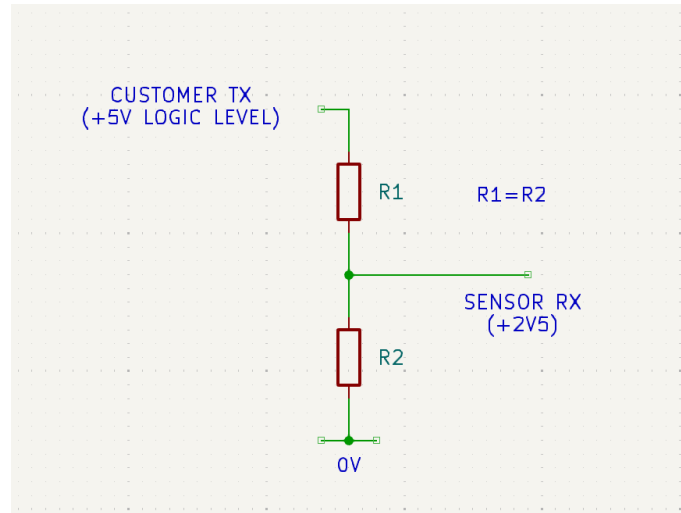 CUSTOMER TX
(+5V LOGIC LEVEL)
R1
R1=R2
SENSOR RX
(+2V5)
R2
0V